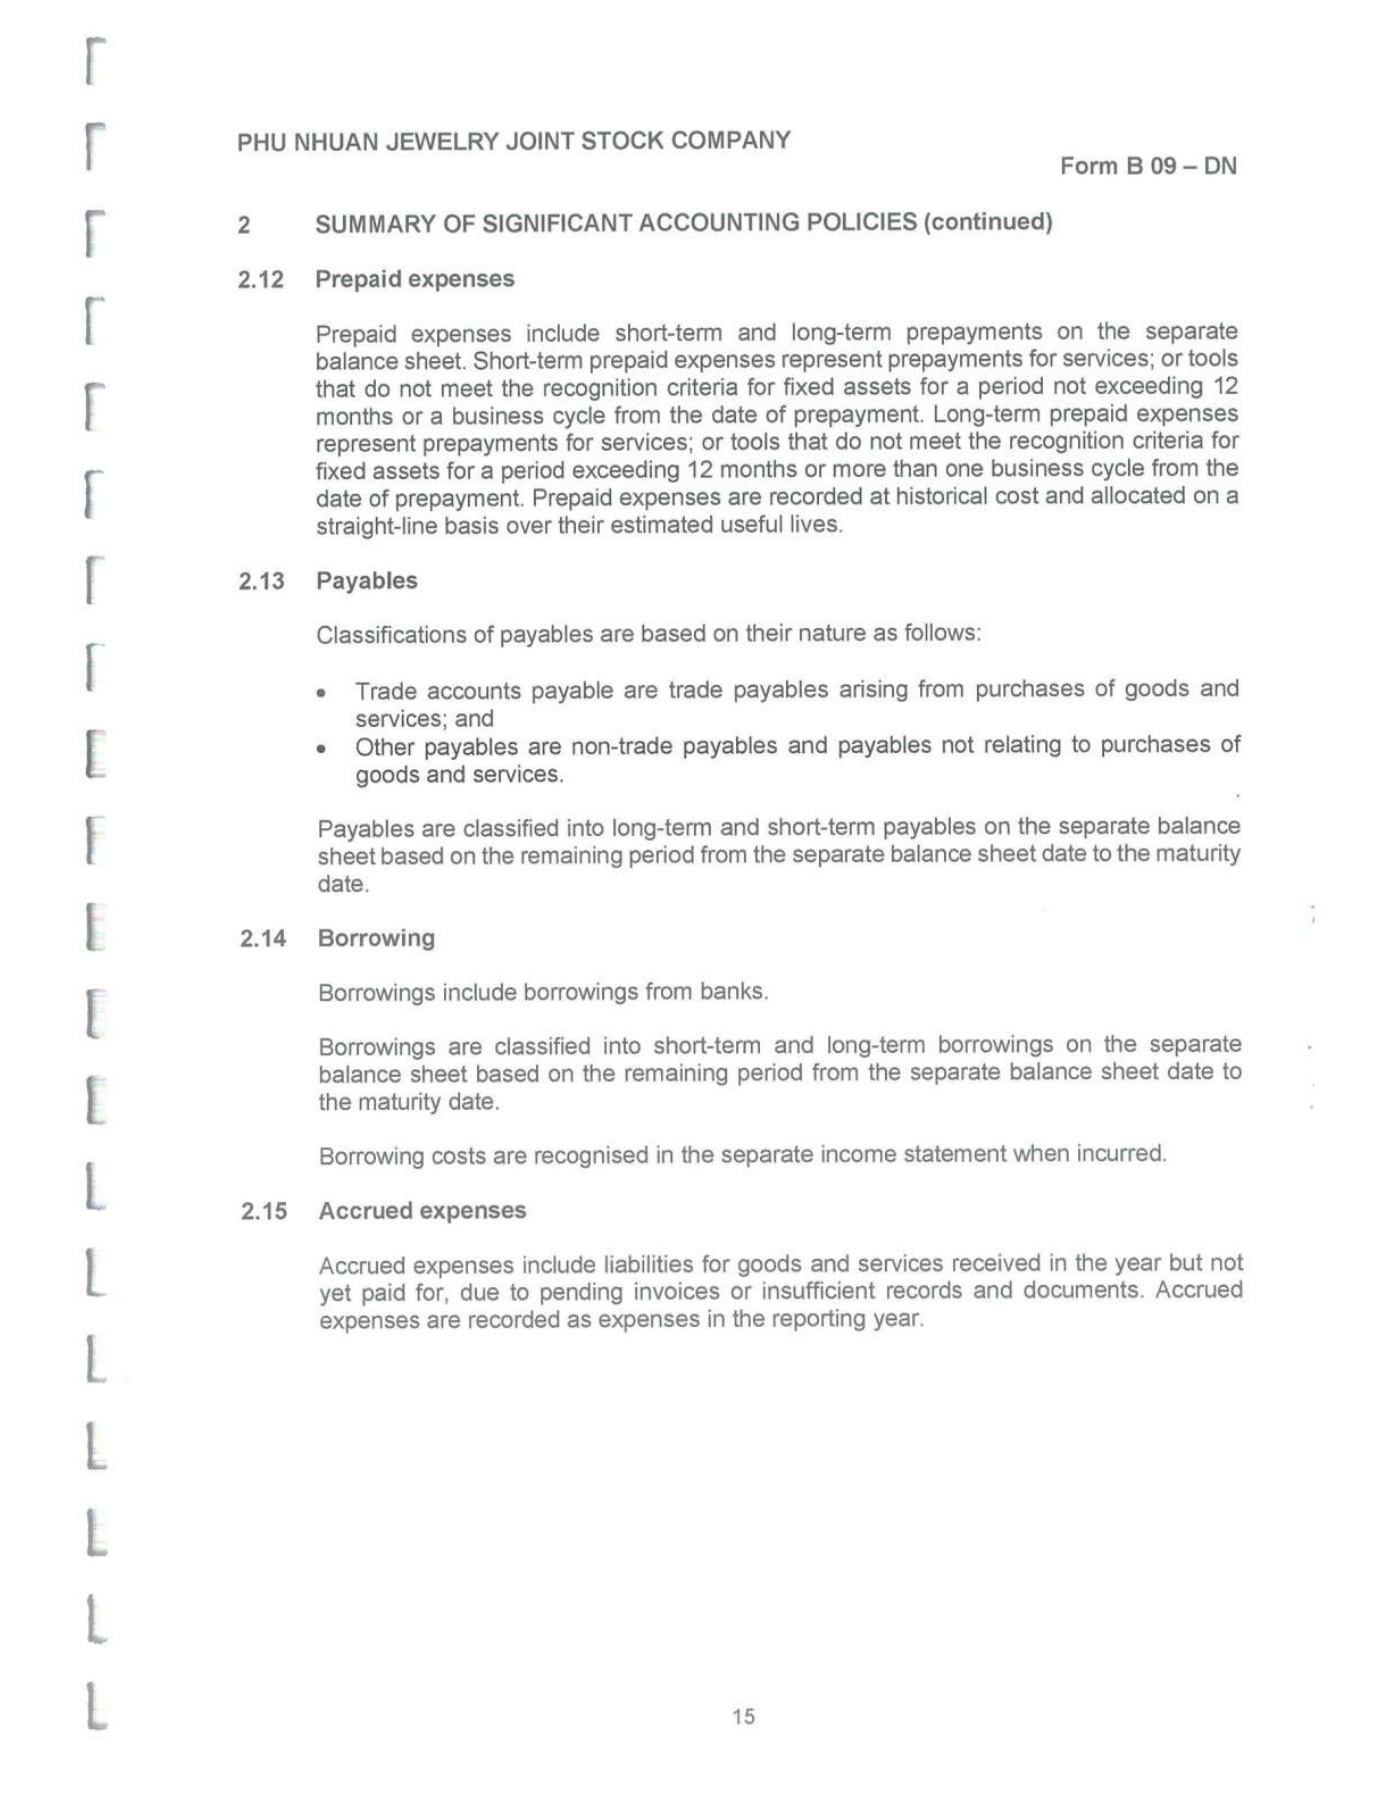 PHU NHUAN JEWELRY JOINT STOCK COMPANY
Form B 09 – DN
2 SUMMARY OF SIGNIFICANT ACCOUNTING POLICIES (continued)
2.12 Prepaid expenses
Prepaid expenses include short-term and long-term prepayments on the separate
balance sheet. Short-term prepaid expenses represent prepayments for services; or tools
that do not meet the recognition criteria for fixed assets for a period not exceeding 12
months or a business cycle from the date of prepayment. Long-term prepaid expenses
represent prepayments for services; or tools that do not meet the recognition criteria for
fixed assets for a period exceeding 12 months or more than one business cycle from the
date of prepayment. Prepaid expenses are recorded at historical cost and allocated on a
straight-line basis over their estimated useful lives.
2.13 Payables
Classifications of payables are based on their nature as follows:
• Trade accounts payable are trade payables arising from purchases of goods and
services; and
• Other payables are non-trade payables and payables not relating to purchases of
goods and services.
Payables are classified into long-term and short-term payables on the separate balance
sheet based on the remaining period from the separate balance sheet date to the maturity
date.
2.14 Borrowing
Borrowings include borrowings from banks.
Borrowings are classified into short-term and long-term borrowings on the separate
balance sheet based on the remaining period from the separate balance sheet date to
the maturity date.
Borrowing costs are recognised in the separate income statement when incurred.
2.15 Accrued expenses
Accrued expenses include liabilities for goods and services received in the year but not
yet paid for, due to pending invoices or insufficient records and documents. Accrued
expenses are recorded as expenses in the reporting year.
15